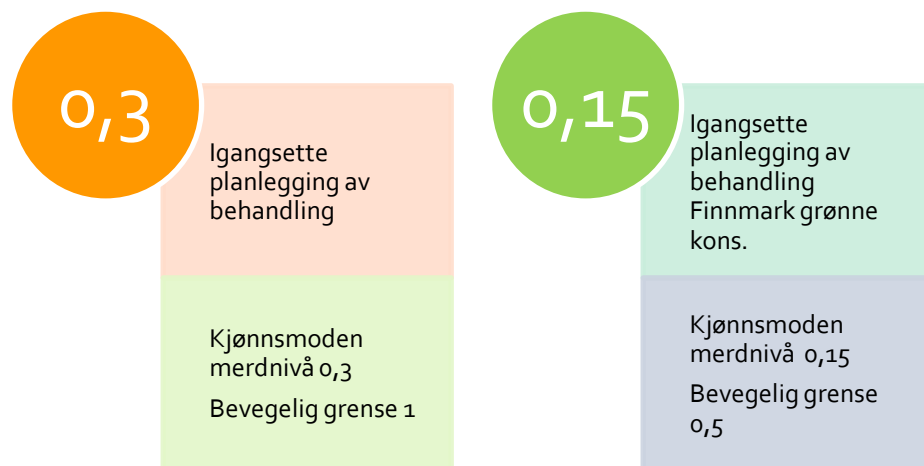 0,3
Igangsette
planlegging av
behandling
Kjønnsmoden
merdnivå 0,3
Bevegelig grense 1
0,15
Igangsette
planlegging av
behandling
Finnmark grønne
kons.
Kjønnsmoden
merdnivå 0,15
Bevegelig grense
0,5